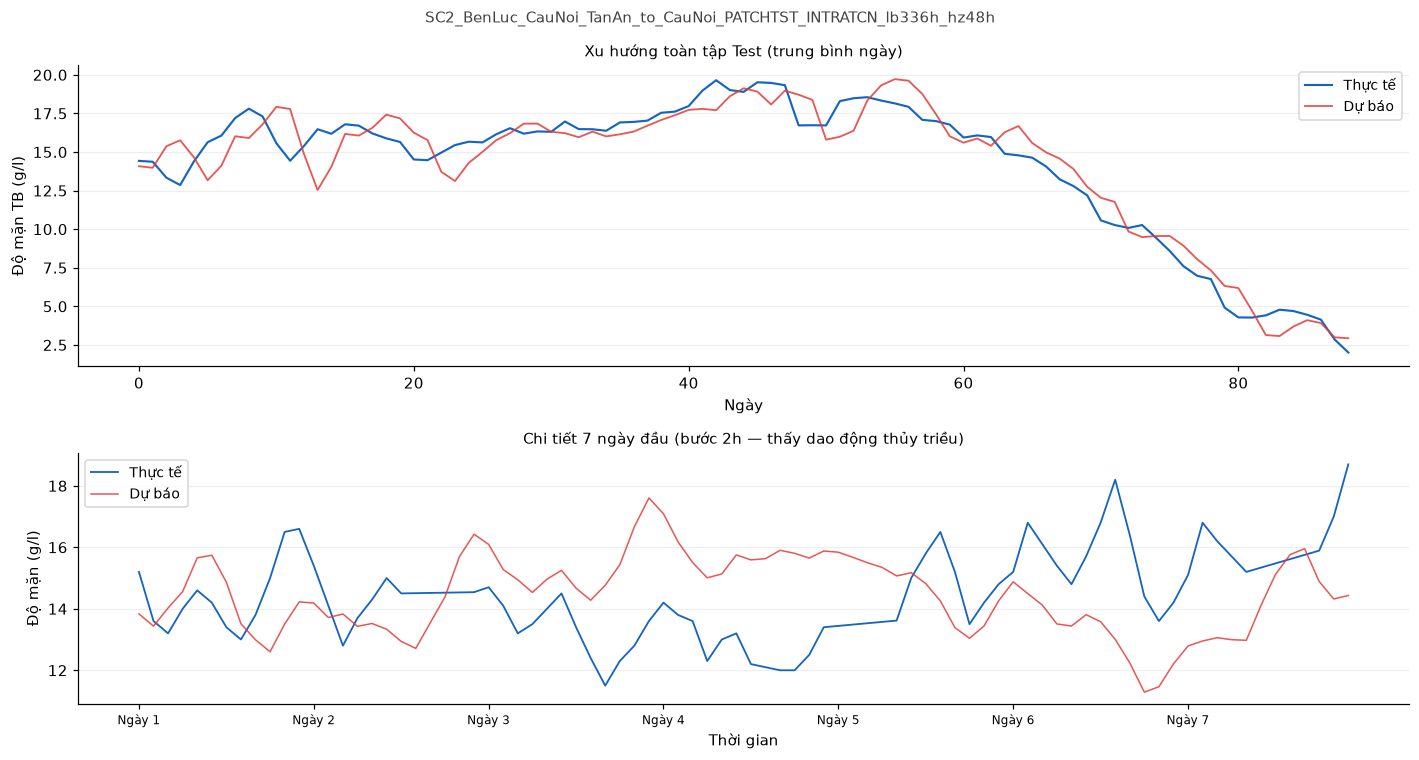 SC2_BenLuc_CauNoi_TanAn_to_CauNoi_PATCHTST_INTRATCN_lb336h_hz48h
Xu hướng toàn tập Test (trung bình ngày)
Độ mặn TB (g/l)
20.0
17.5
15.0
12.5
10.0
7.5
5.0
2.5
Thực tế
Dự báo
0 20 40 60 80
Ngày
Chi tiết 7 ngày đầu (bước 2h — thấy dao động thủy triều)
Độ mặn (g/l)
18
16
14
12
Thực tế
Dự báo
Ngày 1 Ngày 2 Ngày 3 Ngày 4 Ngày 5 Ngày 6 Ngày 7
Thời gian